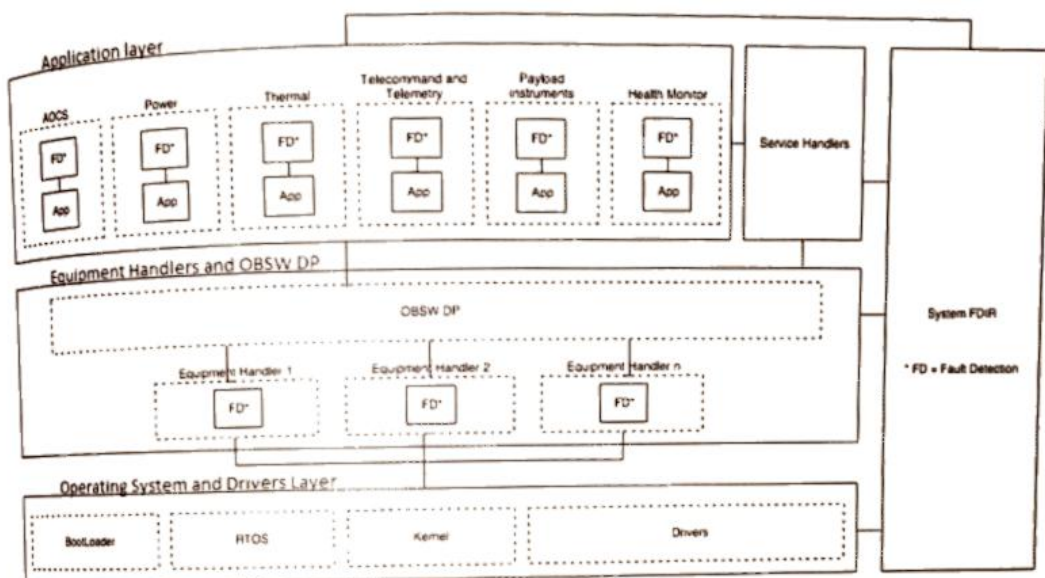 Application layer
AOCS
Power
Thermal
Telecommand and
Telemetry
Payload
instruments
Health Monitor
FD*
FD*
FD*
FD*
FD*
FD*
App
App
App
App
App
App
Service Handlers
Equipment Handlers and OBSW DP
OBSW DP
Equipment Handler 1
Equipment Handler 2
Equipment Handler n
FD*
FD*
FD*
System FDIR
* FD = Fault Detection
Operating System and Drivers Layer
BootLoader
RTOS
Kernel
Drivers